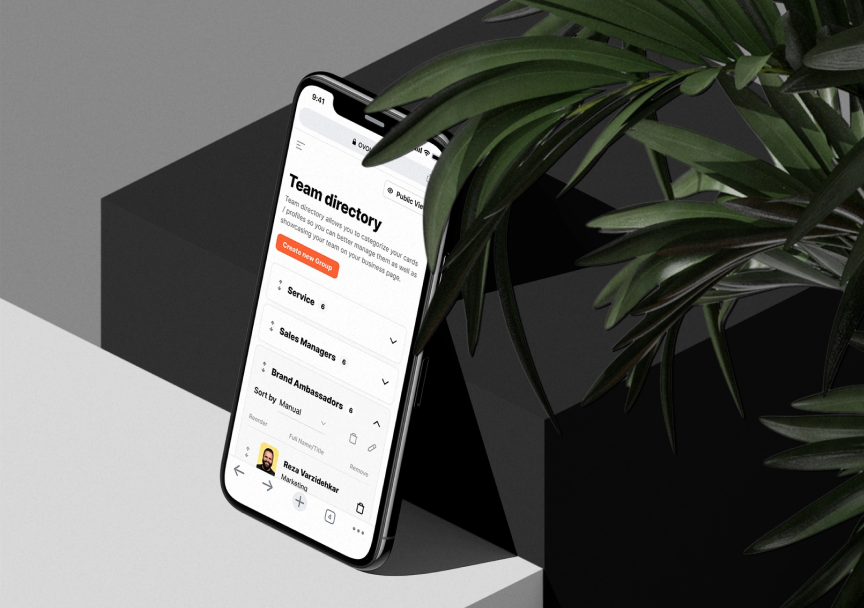 9:41
Public
Team directory
Team directory allows you to categorize your cards
/ profiles so you can better manage them as well as
showcasing your team on your business page.
Create new Group
Service 6
Sales Managers 6
Brand Ambassadors 6
Sort by Manual
Reorder Full Name/Title Remove
Reza Varzidehkar
Marketing
4